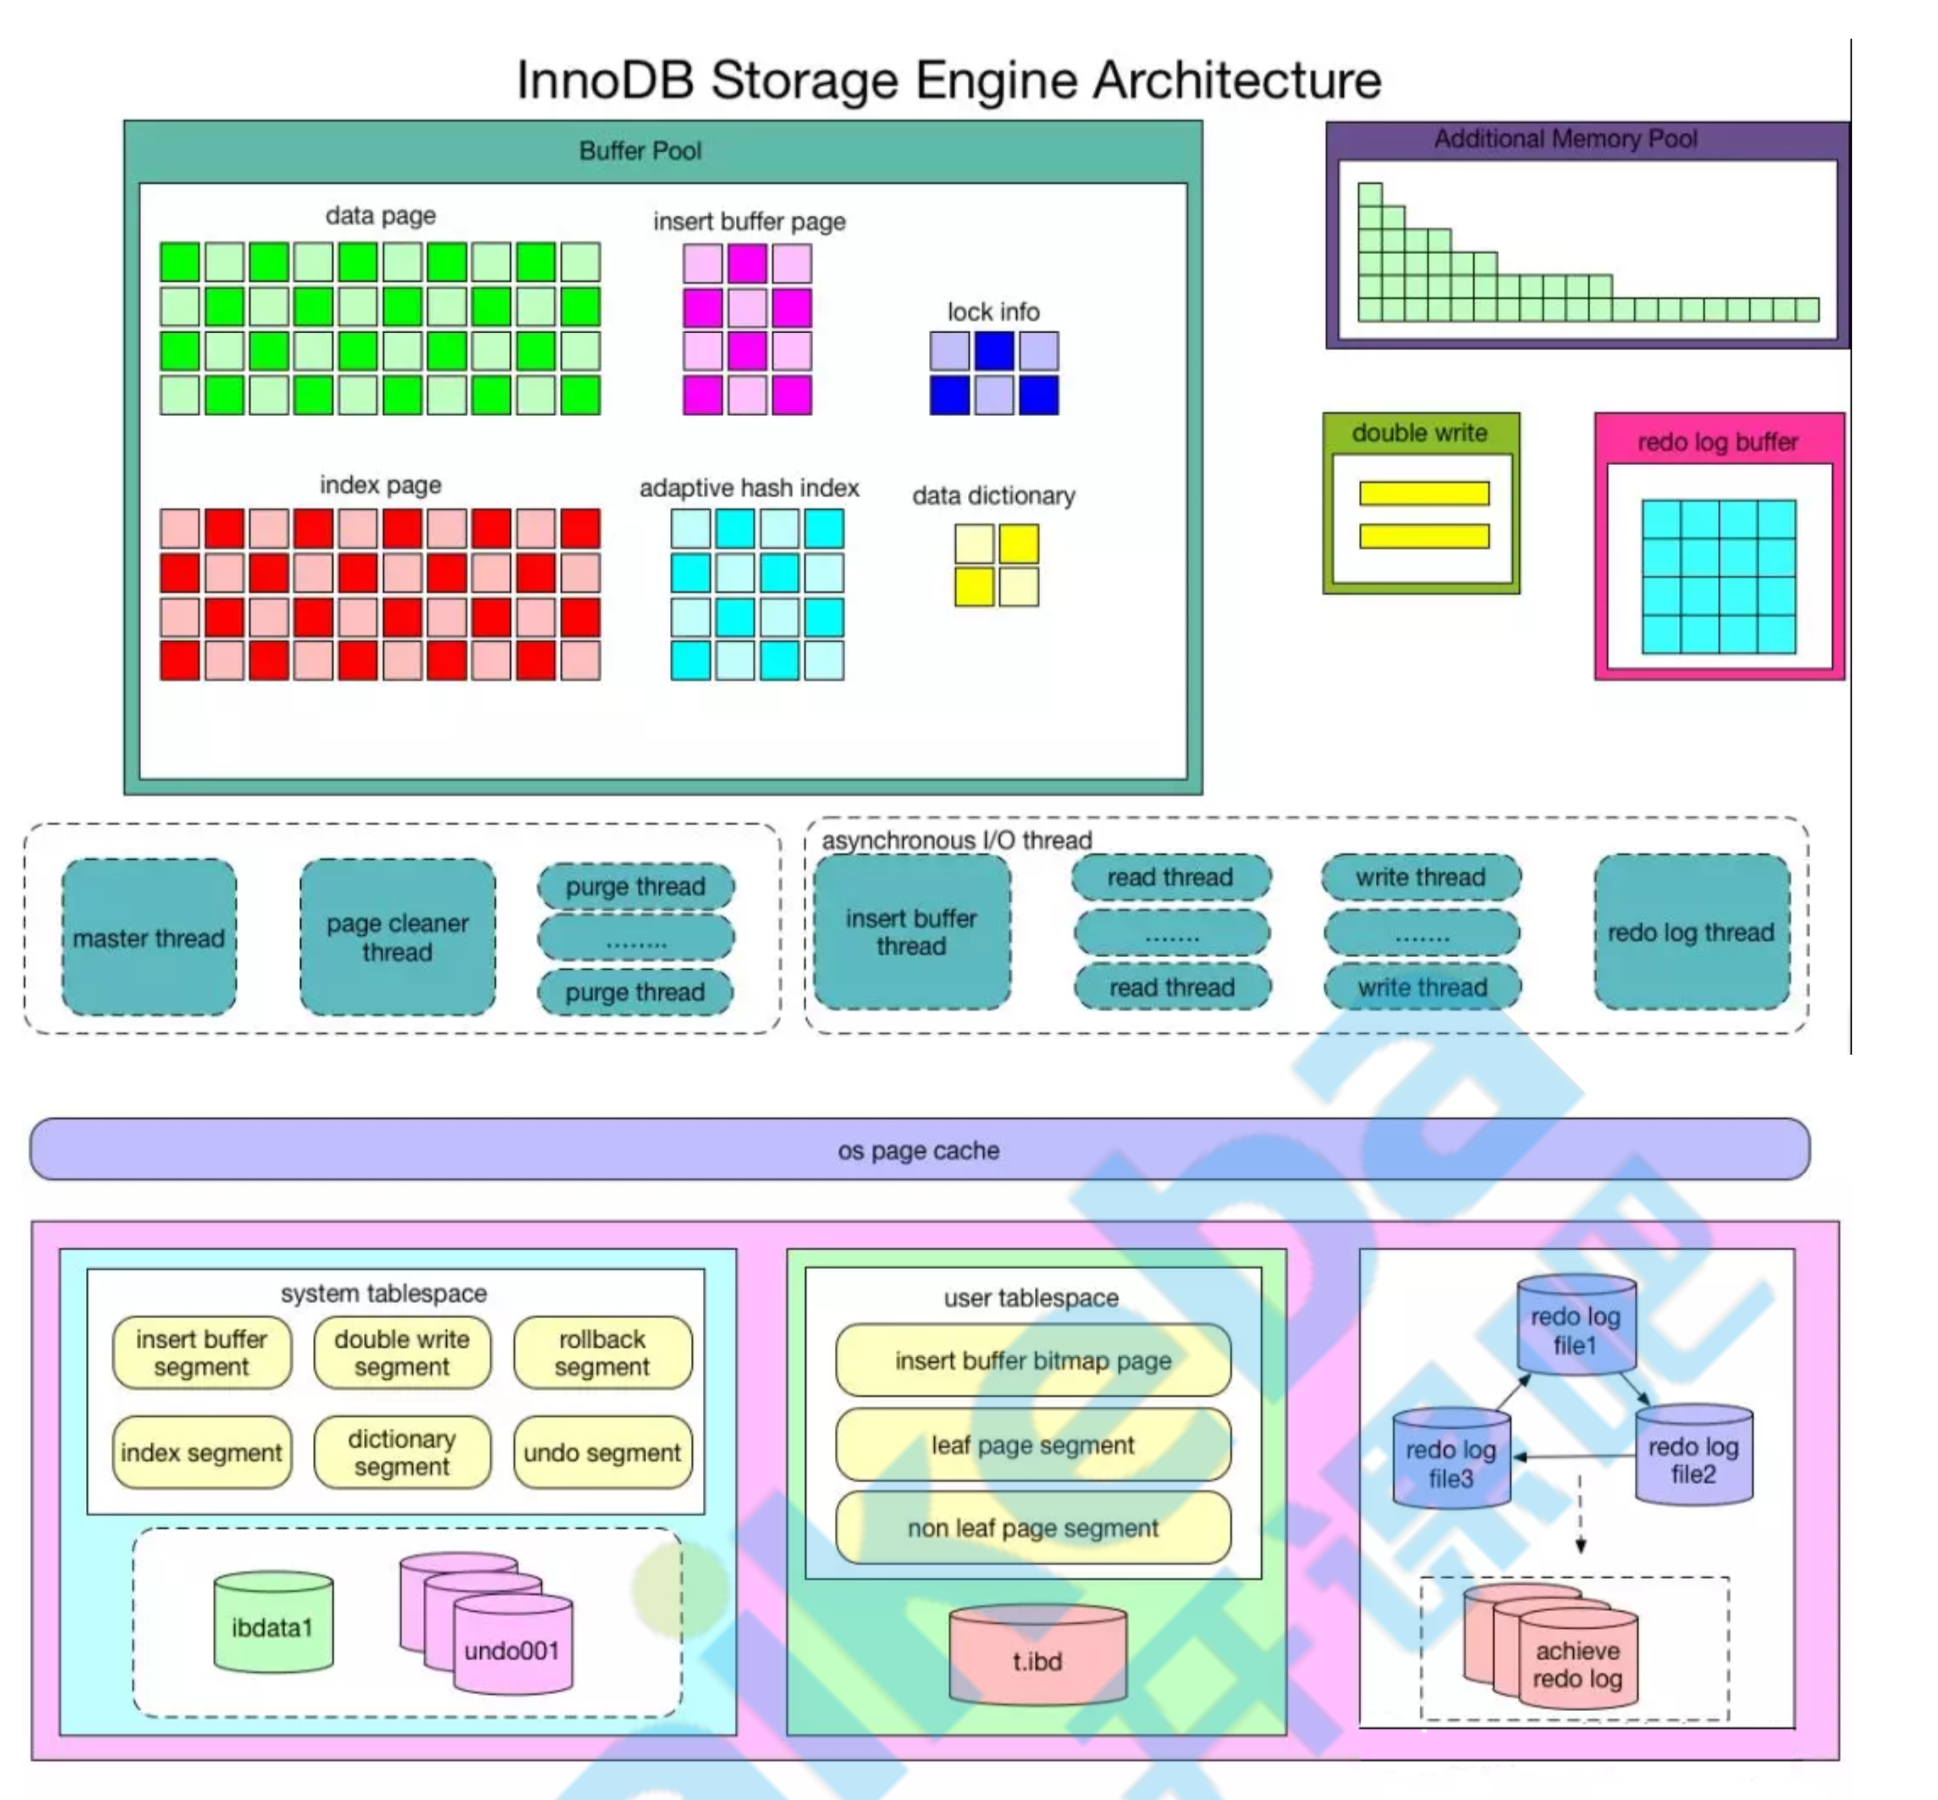 InnoDB Storage Engine Architecture
Buffer Pool
Additional Memory Pool
data page
insert buffer page
lock info
double write
redo log buffer
index page
adaptive hash index
data dictionary
asynchronous I/O thread
master thread
page cleaner
thread
purge thread
........
purge thread
insert buffer
thread
read thread
.......
read thread
write thread
.......
write thread
redo log thread
os page cache
system tablespace
insert buffer
segment
double write
segment
rollback
segment
index segment
dictionary
segment
undo segment
ibdata1
undo001
user tablespace
insert buffer bitmap page
leaf page segment
non leaf page segment
t.ibd
redo log
file1
redo log
file3
redo log
file2
achieve
redo log
ikeba
开课吧